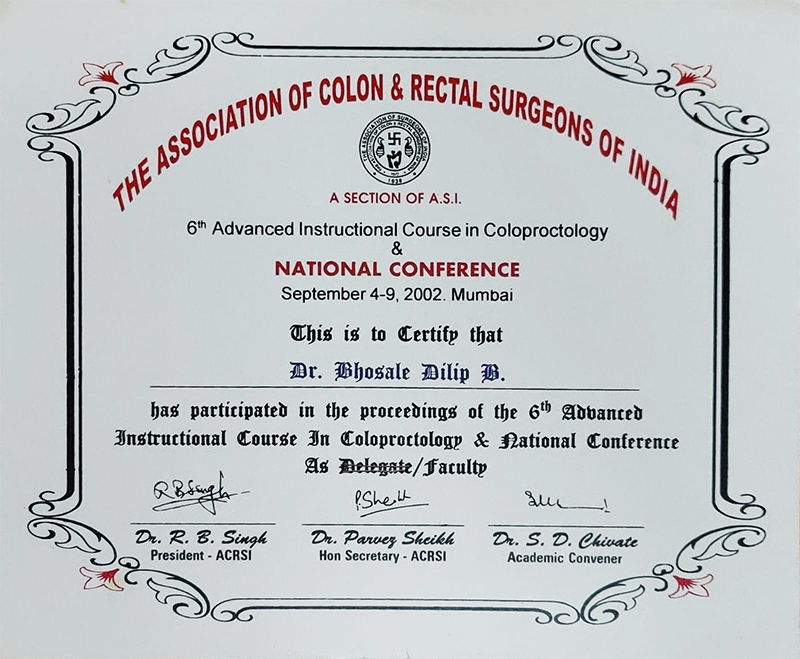 THE ASSOCIATION OF COLON & RECTAL SURGEONS OF INDIA
1938
A SECTION OF A.S.I.
6th Advanced Instructional Course in Coloproctology
&
NATIONAL CONFERENCE
September 4-9, 2002. Mumbai
This is to Certify that
Dr. Bhosale Dilip B.
has participated in the proceedings of the 6th Advanced
Instructional Course In Coloproctology & National Conference
As Delegate/Faculty
R B Singh
P. Sheikh
Dr. R. B. Singh
Dr. Parvez Sheikh
Dr. S. D. Chivate
President - ACRSI
Hon Secretary - ACRSI
Academic Convener